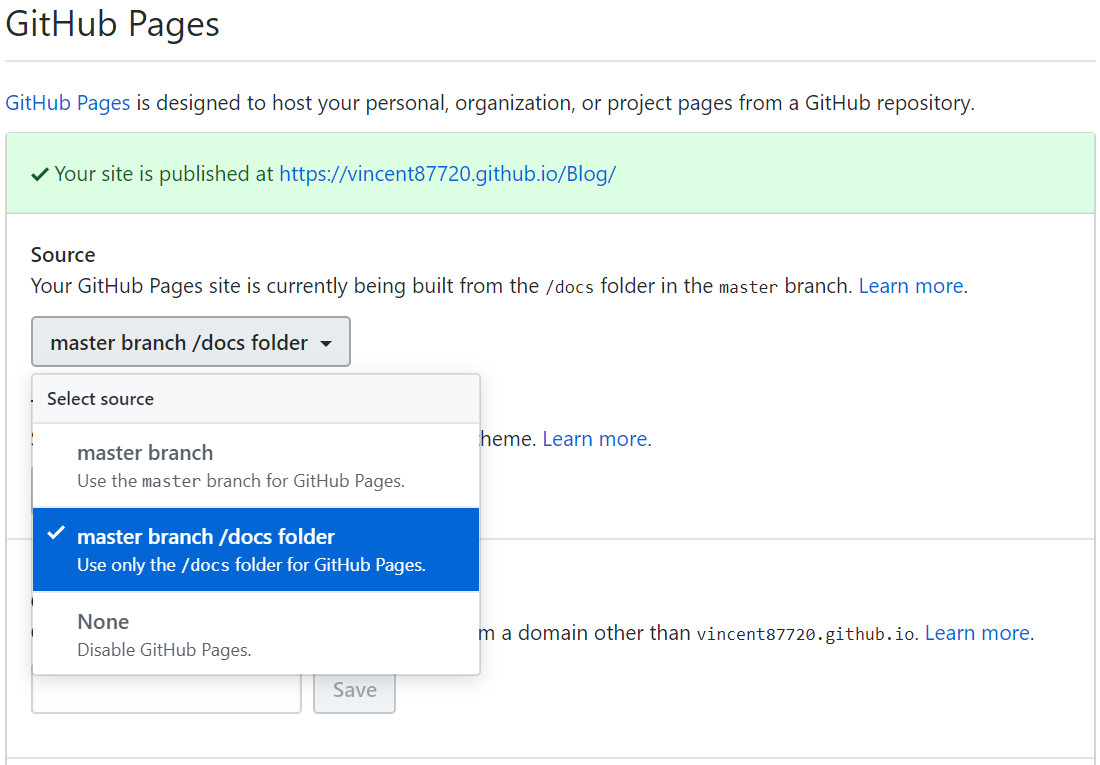 GitHub Pages
GitHub Pages is designed to host your personal, organization, or project pages from a GitHub repository.
Your site is published at https://vincent87720.github.io/Blog/
Source
Your GitHub Pages site is currently being built from the /docs folder in the master branch. Learn more.
master branch /docs folder
Select source
heme. Learn more.
master branch
Use the master branch for GitHub Pages.
master branch /docs folder
Use only the /docs folder for GitHub Pages.
None
m a domain other than vincent87720.github.io. Learn more.
Disable GitHub Pages.
Save